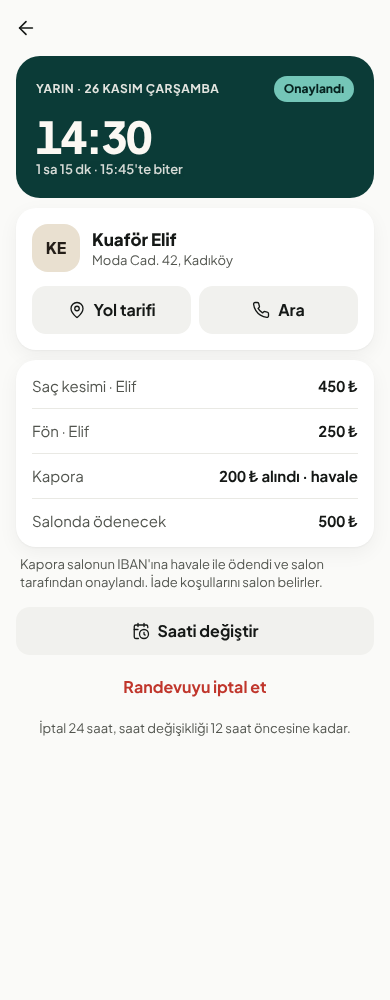 YARIN · 26 KASIM ÇARŞAMBA
Onaylandı
14:30
1 sa 15 dk · 15:45'te biter
KE
Kuaför Elif
Moda Cad. 42, Kadıköy
Yol tarifi
Ara
Saç kesimi · Elif
450 ₺
Fön · Elif
250 ₺
Kapora
200 ₺ alındı · havale
Salonda ödenecek
500 ₺
Kapora salonun IBAN'ına havale ile ödendi ve salon
tarafından onaylandı. İade koşullarını salon belirler.
Saati değiştir
Randevuyu iptal et
İptal 24 saat, saat değişikliği 12 saat öncesine kadar.